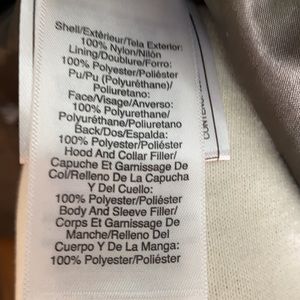 Shell/Extérieur/Tela Exterior:
100% Nylon/Nilón
Lining/Doublure/Forro:
100% Polyester/Poliéster
Pu/Pu (Polyuréthane)/
Poliuretano:
Face/Visage/Anverso:
100% Polyurethane/
Polyuréthane/Poliuretano
Back/Dos/Espalda:
100% Polyester/Poliéster
Hood And Collar Filler/
Capuche Et Garnissage De
Col/Relleno De La Capucha
Y Del Cuello:
100% Polyester/Poliéster
Body And Sleeve Filler/
Corps Et Garnissage De
Manche/Relleno Del
Cuerpo Y De La Manga:
100% Polyester/Poliéster